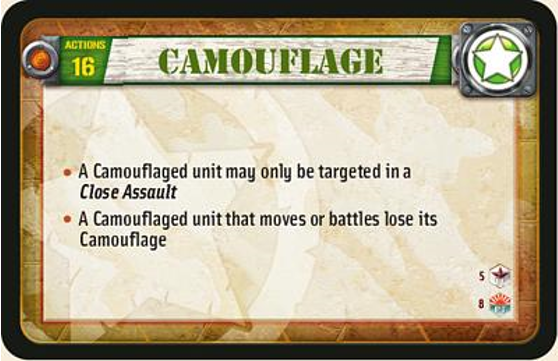 ACTIONS
16
CAMOUFLAGE
• A Camouflaged unit may only be targeted in a
Close Assault
• A Camouflaged unit that moves or battles lose its
Camouflage
5
8